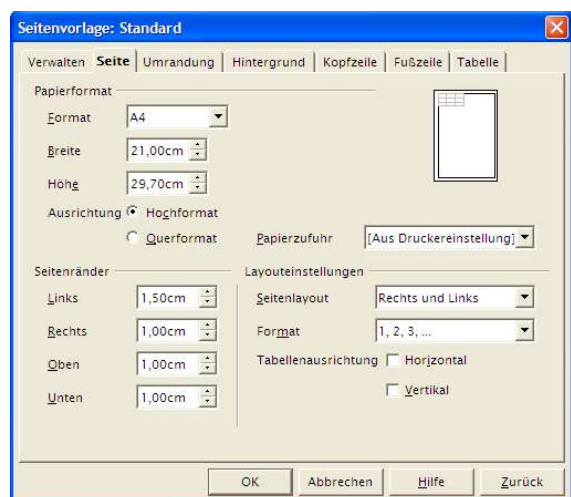 Seitenvorlage: Standard
Verwalten Seite Umrandung Hintergrund Kopfzeile Fußzeile Tabelle
Papierformat
Format A4
Breite 21,00cm
Höhe 29,70cm
Ausrichtung Hochformat
Querformat Papierzufuhr [Aus Druckereinstellung]
Seitenränder Layouteinstellungen
Links 1,50cm Seitenlayout Rechts und Links
Rechts 1,00cm Format 1, 2, 3, ...
Oben 1,00cm Tabellenausrichtung Horizontal
Unten 1,00cm Vertikal
OK Abbrechen Hilfe Zurück